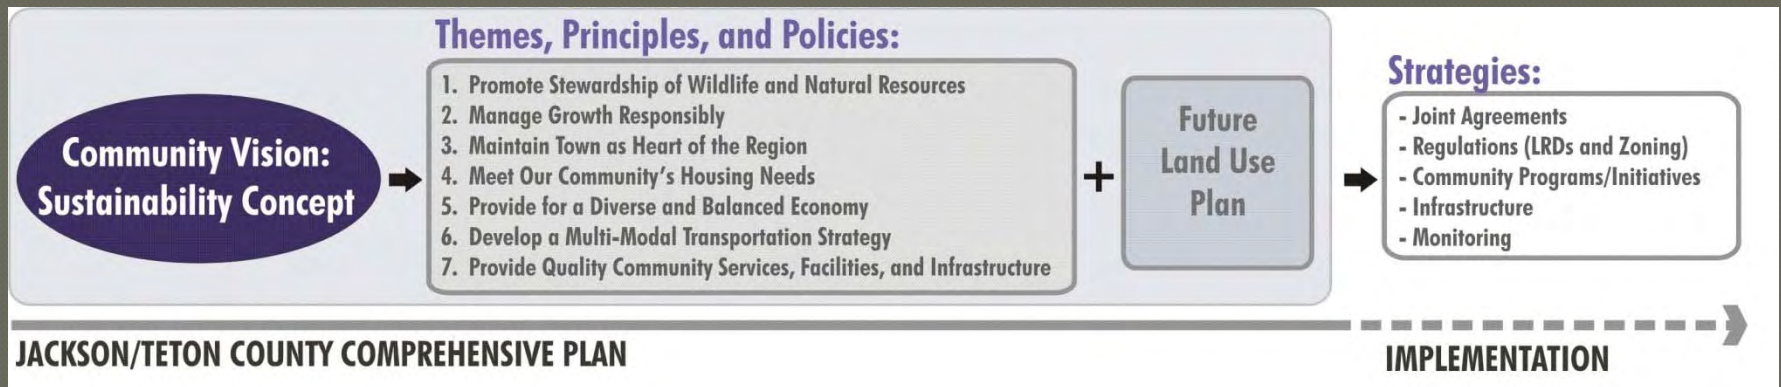 Community Vision:
Sustainability Concept
Themes, Principles, and Policies:
1. Promote Stewardship of Wildlife and Natural Resources
2. Manage Growth Responsibly
3. Maintain Town as Heart of the Region
4. Meet Our Community's Housing Needs
5. Provide for a Diverse and Balanced Economy
6. Develop a Multi-Modal Transportation Strategy
7. Provide Quality Community Services, Facilities, and Infrastructure
+
Future
Land Use
Plan
Strategies:
- Joint Agreements
- Regulations (LRDs and Zoning)
- Community Programs/Initiatives
- Infrastructure
- Monitoring
JACKSON/TETON COUNTY COMPREHENSIVE PLAN
IMPLEMENTATION